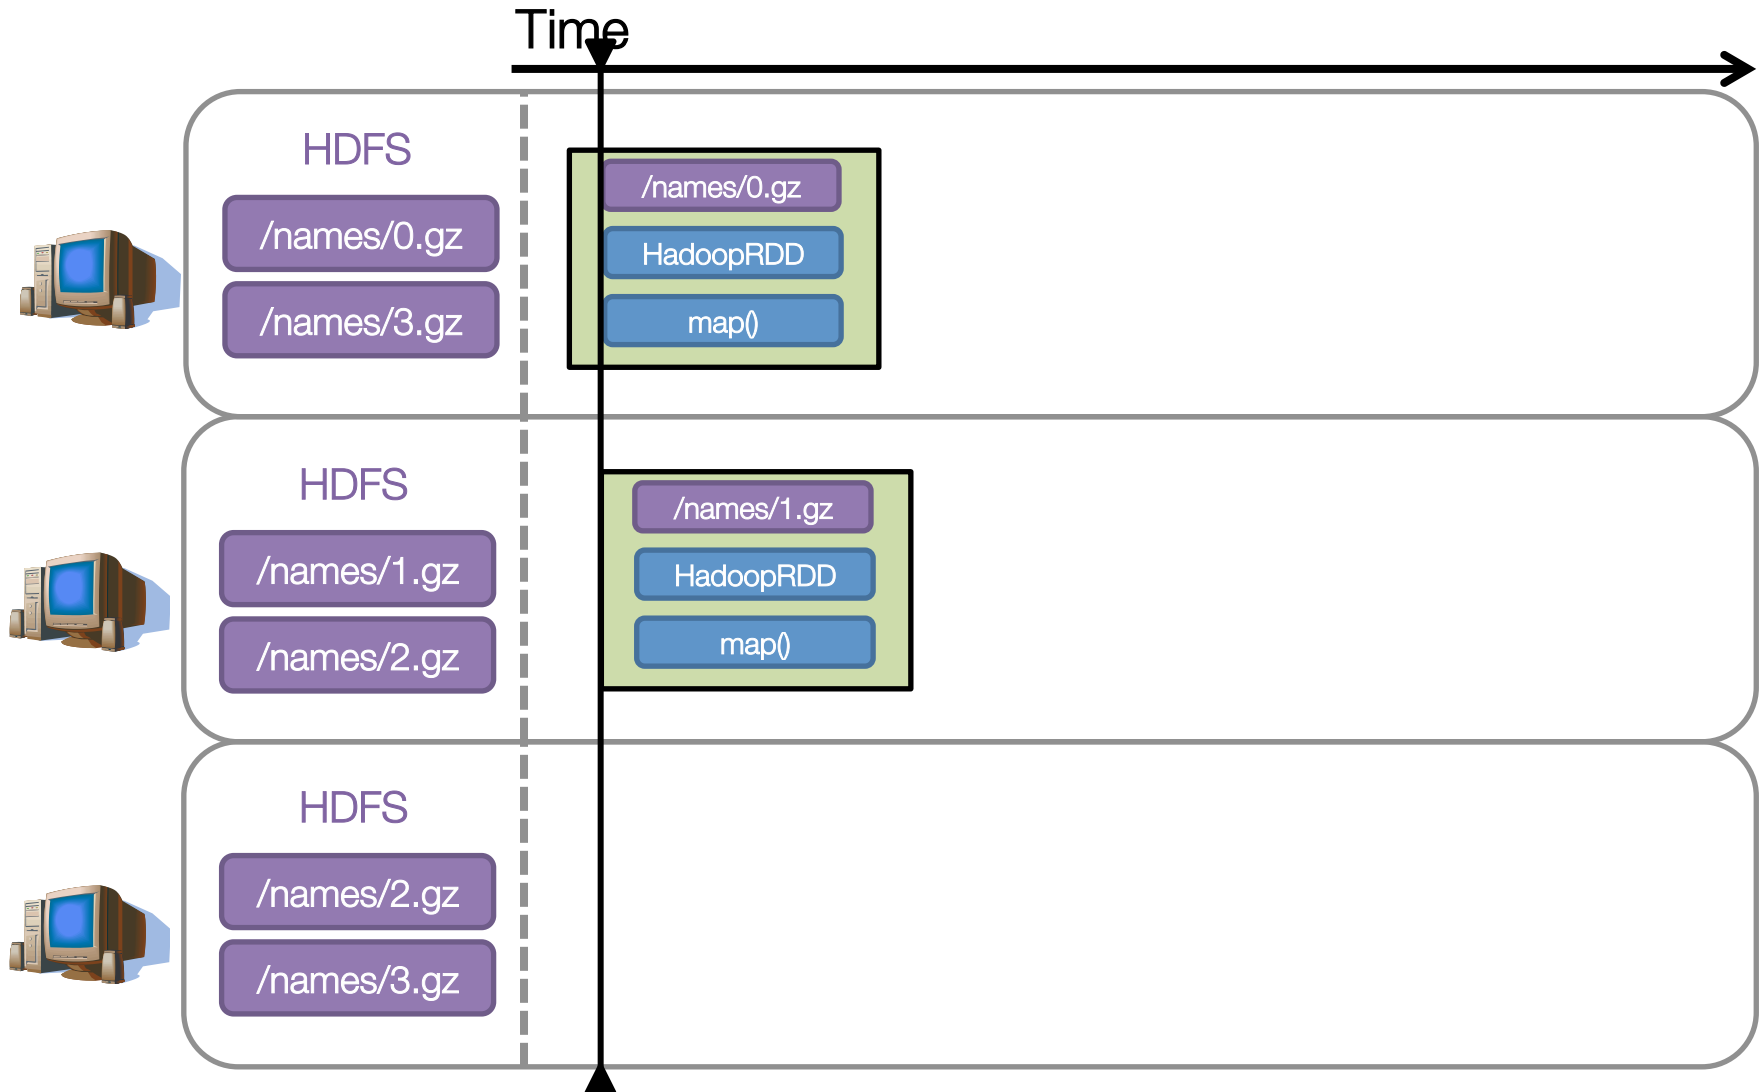 Time
HDFS
/names/0.gz
/names/3.gz
/names/0.gz
HadoopRDD
map()
HDFS
/names/1.gz
/names/2.gz
/names/1.gz
HadoopRDD
map()
HDFS
/names/2.gz
/names/3.gz